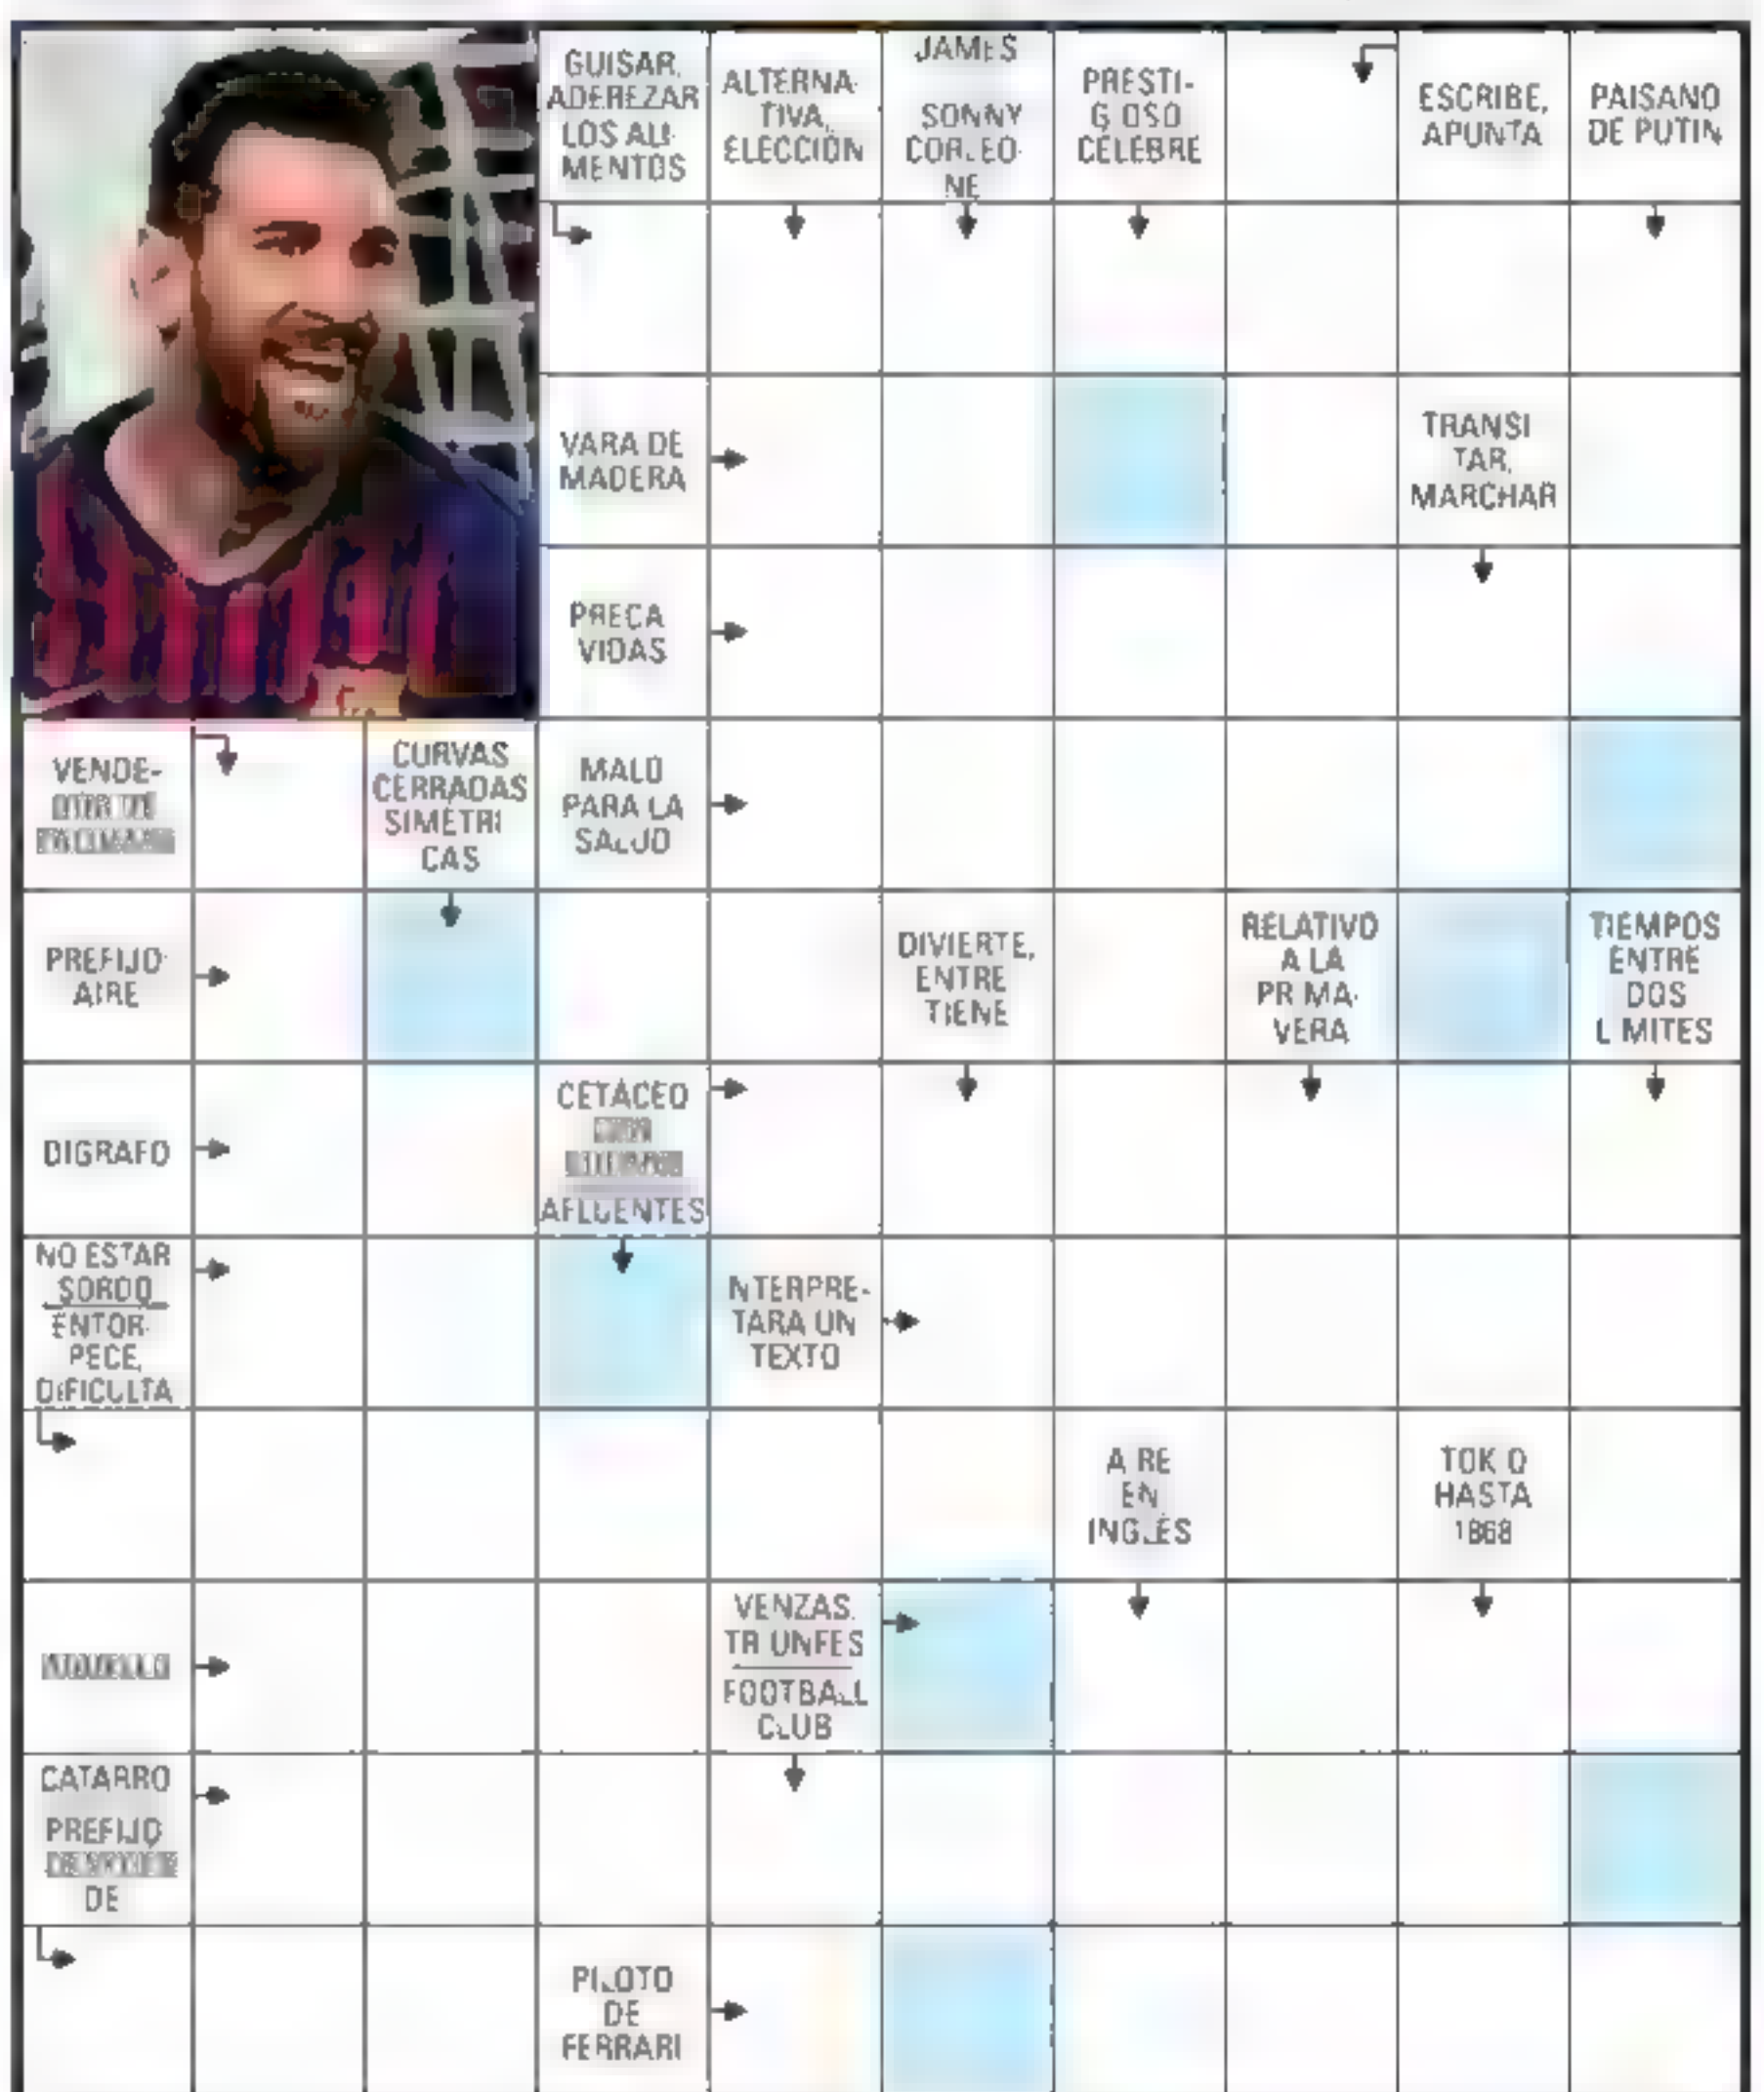 GUISAR,
ADEREZAR
LOS ALI-
MENTOS
ALTERNA-
TIVA,
ELECCIÓN
JAMES
SONNY
CORLEO-
NE
PRESTI-
GIOSO
CÉLEBRE
ESCRIBE,
APUNTA
PAISANO
DE PUTIN
VARA DE
MADERA
TRANSI
TAR,
MARCHAR
PRECA
VIDAS
VENDE-
CURVAS
CERRADAS
SIMÉTRI
CAS
MALO
PARA LA
SALUD
PREFIJO:
AIRE
DIVIERTE,
ENTRE
TIENE
RELATIVO
A LA
PRIMA-
VERA
TIEMPOS
ENTRE
DOS
LÍMITES
DIGRAFO
CETÁCEO
AFLUENTES
NO ESTAR
SORDO
ENTOR-
PECE,
DIFICULTA
INTERPRE-
TARA UN
TEXTO
AIRE
EN
INGLÉS
TOKIO
HASTA
1868
VENZAS,
TRIUNFES
FOOTBALL
CLUB
CATARRO
PREFIJO
DE
PILOTO
DE
FERRARI